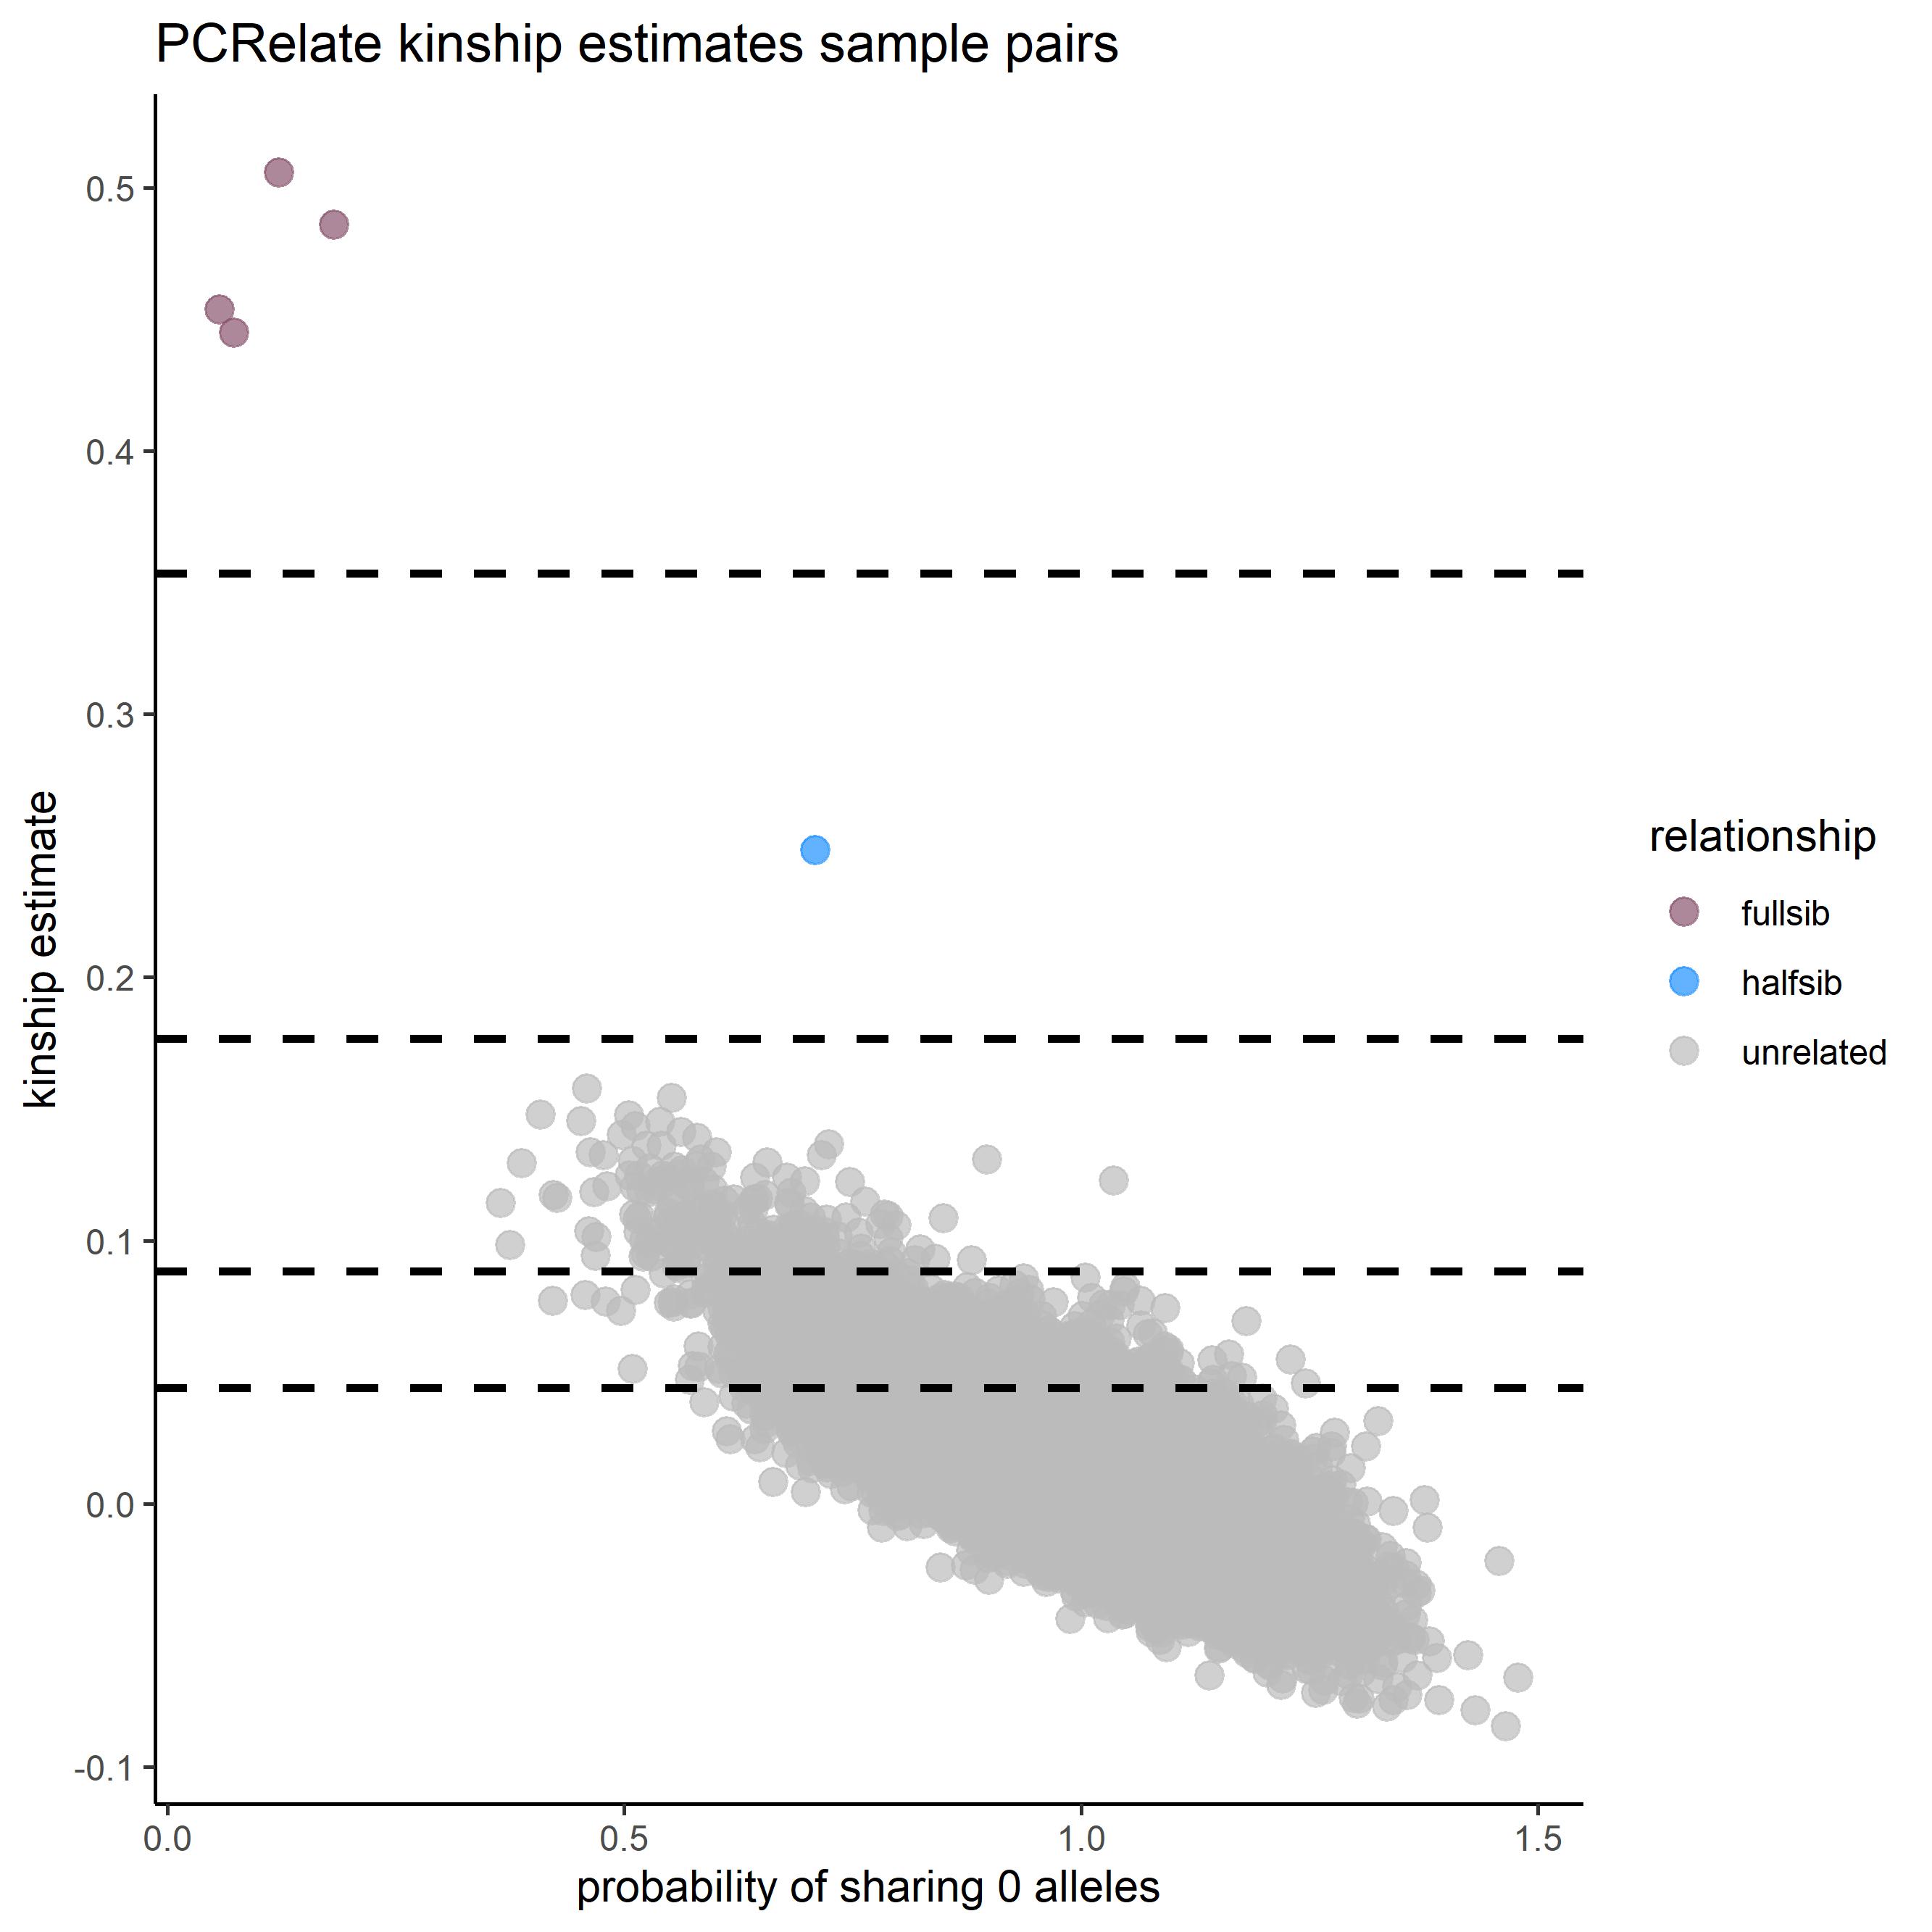 PCRelate kinship estimates sample pairs
kinship estimate
0.5
0.4
0.3
0.2
0.1
0.0
-0.1
0.0
0.5
1.0
1.5
probability of sharing 0 alleles
relationship
fullsib
halfsib
unrelated